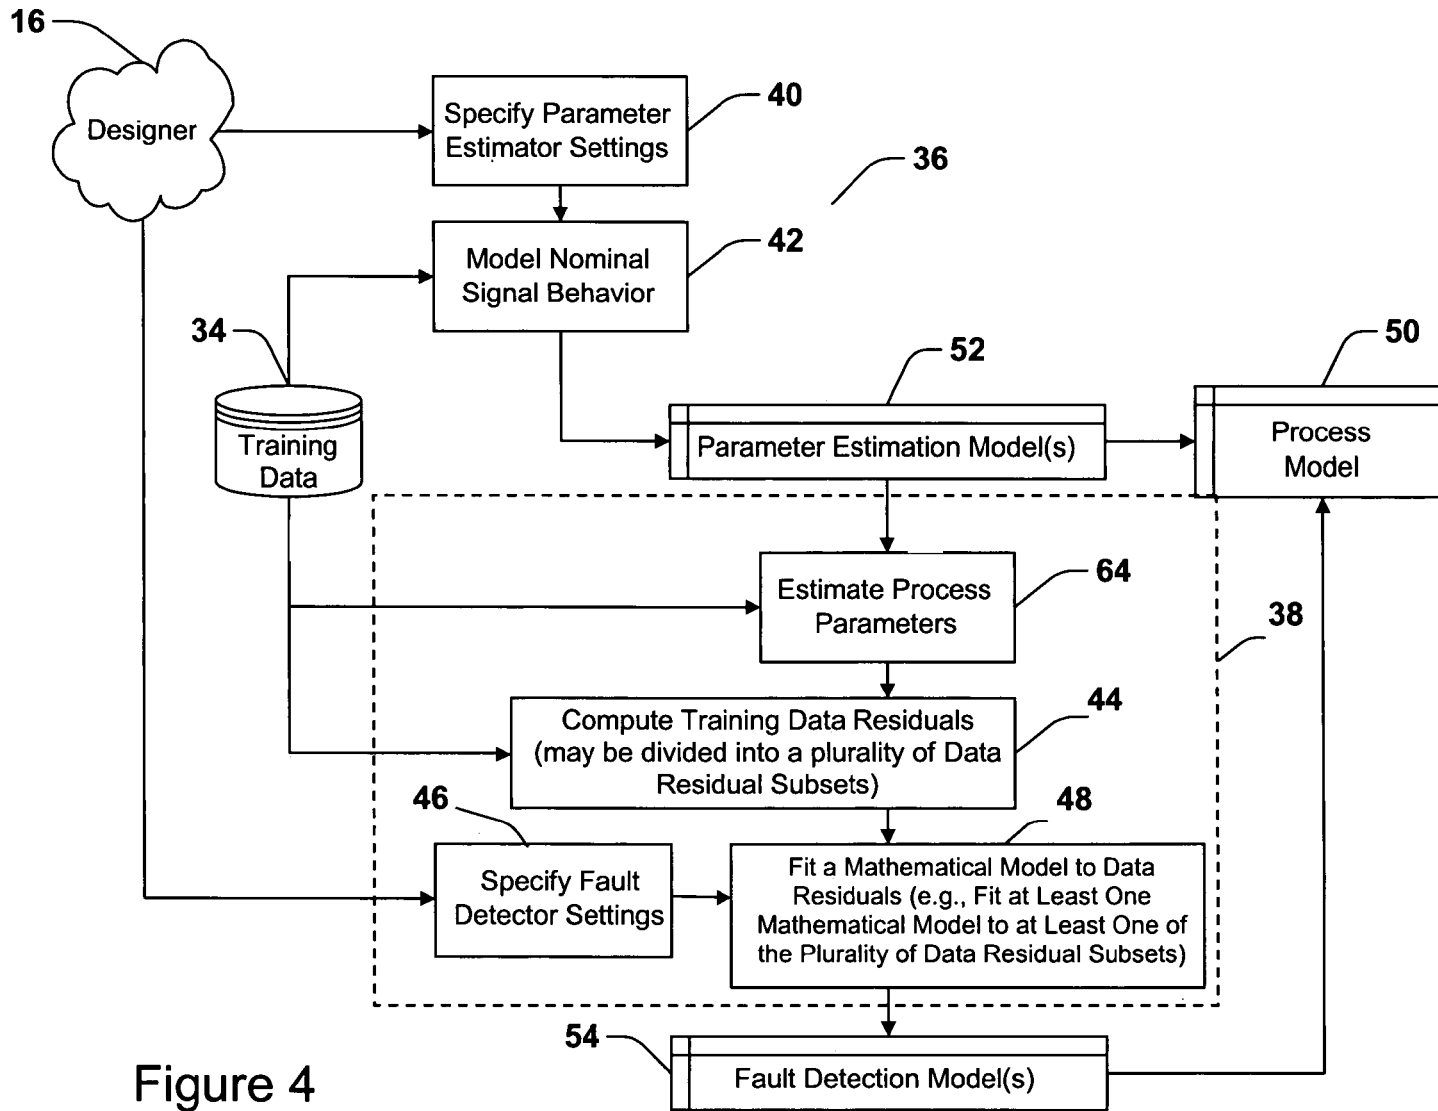 16
Designer
Specify Parameter
Estimator Settings
40
36
Model Nominal
Signal Behavior
42
34
Training
Data
52
Parameter Estimation Model(s)
50
Process
Model
Estimate Process
Parameters
64
38
Compute Training Data Residuals
(may be divided into a plurality of Data
Residual Subsets)
44
46
Specify Fault
Detector Settings
48
Fit a Mathematical Model to Data
Residuals (e.g., Fit at Least One
Mathematical Model to at Least One of
the Plurality of Data Residual Subsets)
54
Fault Detection Model(s)
Figure 4